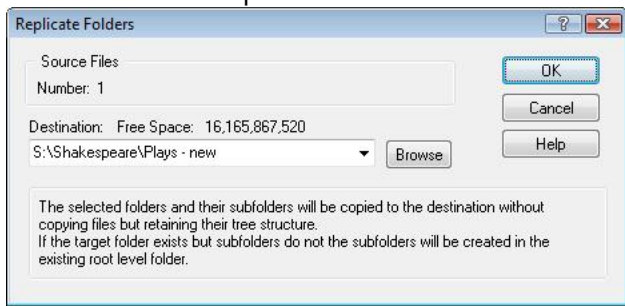 Replicate Folders
?
Source Files
Number: 1
OK
Cancel
Help
Destination: Free Space: 16,165,867,520
S:\Shakespeare\Plays - new
Browse
The selected folders and their subfolders will be copied to the destination without
copying files but retaining their tree structure.
If the target folder exists but subfolders do not the subfolders will be created in the
existing root level folder.